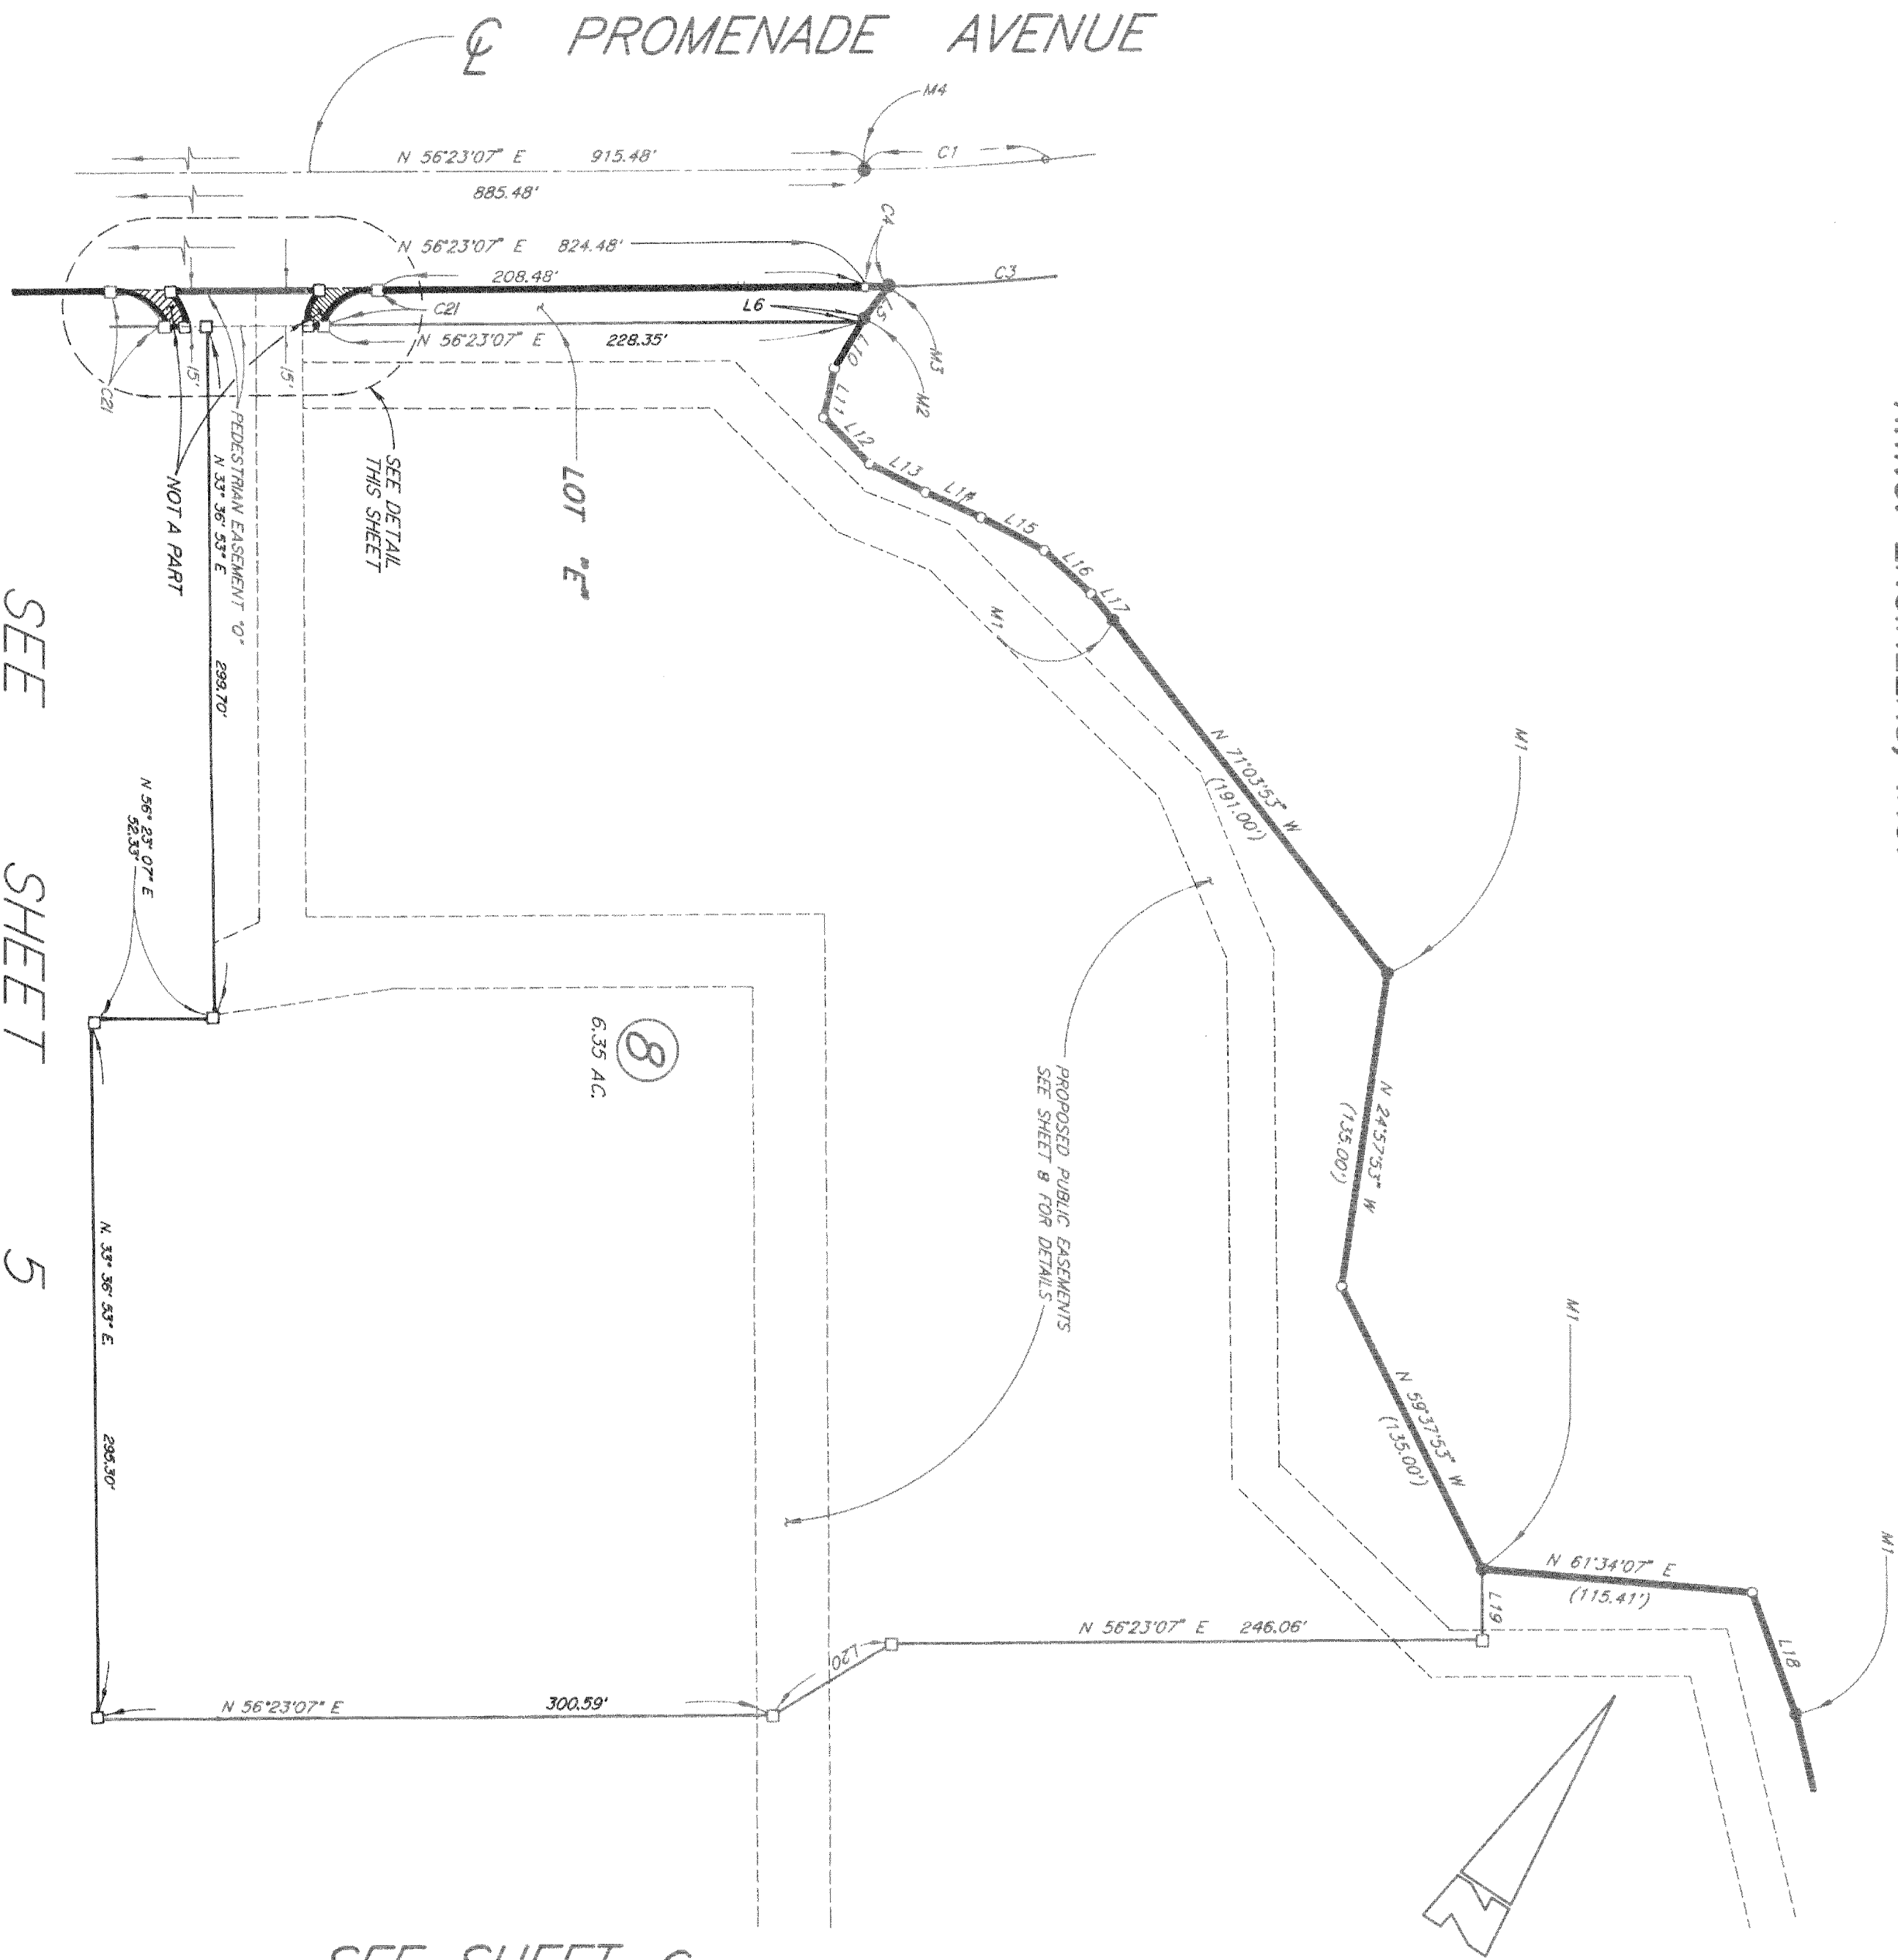 ℄ PROMENADE AVENUE
M4
N 56°23'07" E 915.48'
C1
885.48'
C4
N 56°23'07" E 824.48'
208.48'
C3
L6
L5
C21
N 56°23'07" E 228.35'
M3
L10
M2
15'
15'
C21
L11
L12
L13
L14
L15
L16
L17
M1
PEDESTRIAN EASEMENT "O"
N 33° 36' 53" E 299.70'
NOT A PART
SEE DETAIL
THIS SHEET
LOT "E"
N 71°03'53" W
(191.00')
M1
N 56° 23' 07" E
52.33'
8
6.35 AC.
PROPOSED PUBLIC EASEMENTS
SEE SHEET 8 FOR DETAILS
N 24°57'53" W
(135.00')
M1
N 59°37'53" W
(135.00')
N 61°34'07" E
(115.41')
M1
L19
L18
N 56°23'07" E 246.06'
L20
N. 33° 36' 53" E. 295.30'
N 56°23'07" E 300.59'
N
SEE SHEET 5
SEE SHEET